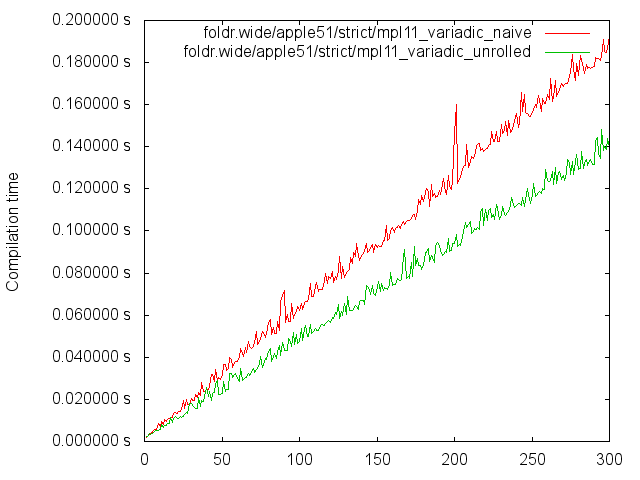 foldr.wide/apple51/strict/mpl11_variadic_naive
foldr.wide/apple51/strict/mpl11_variadic_unrolled
Compilation time
0.200000 s
0.180000 s
0.160000 s
0.140000 s
0.120000 s
0.100000 s
0.080000 s
0.060000 s
0.040000 s
0.020000 s
0.000000 s
0 50 100 150 200 250 300